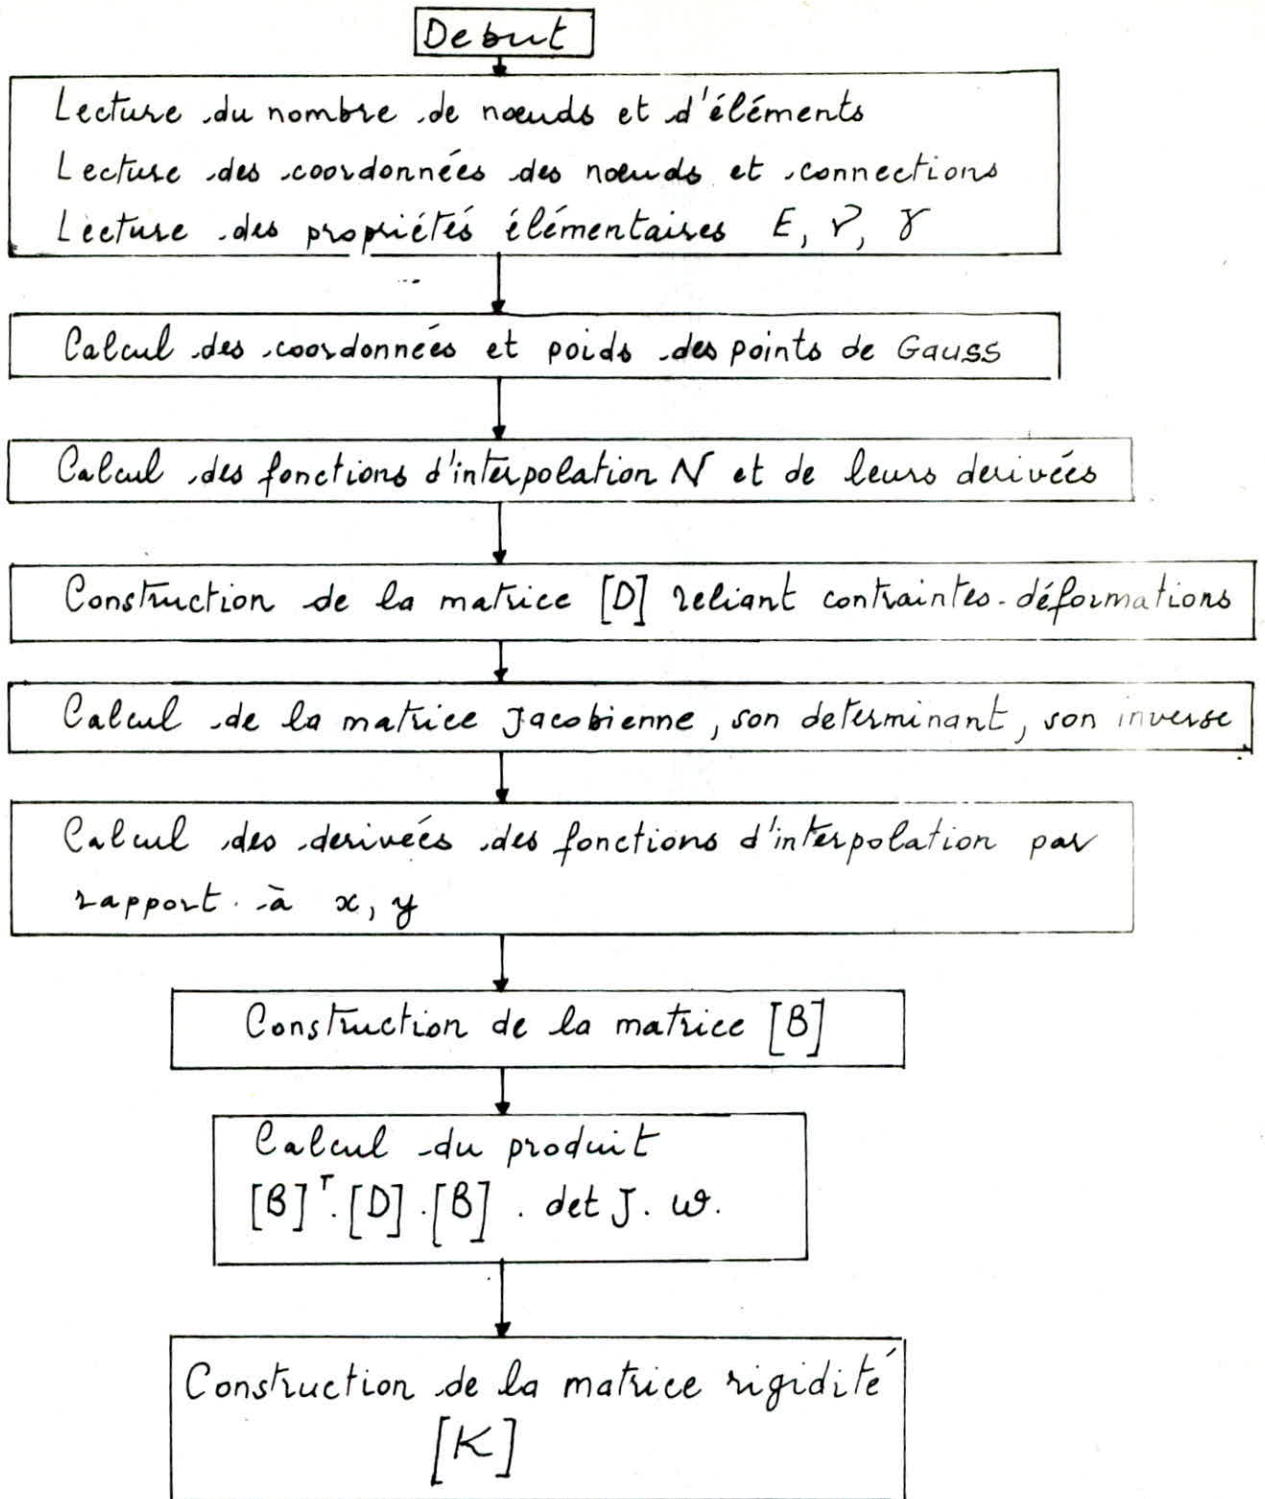 Debut
Lecture du nombre de nœuds et d'éléments
Lecture des coordonnées des nœuds et connections
Lecture des propriétés élémentaires E, ν, γ
Calcul des coordonnées et poids des points de Gauss
Calcul des fonctions d'interpolation N et de leurs derivées
Construction de la matrice [D] reliant contraintes-déformations
Calcul de la matrice Jacobienne, son determinant, son inverse
Calcul des derivées des fonctions d'interpolation par
rapport à x, y
Construction de la matrice [B]
Calcul du produit
[B]ᵀ.[D].[B] . det J. w.
Construction de la matrice rigidité
[K]